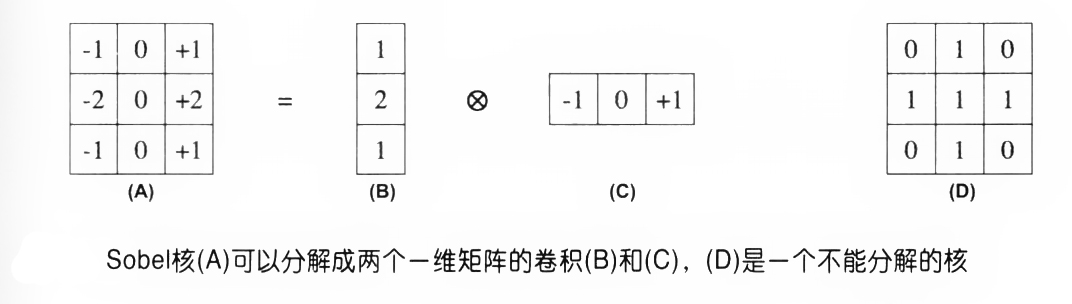 -1 0 +1 1 0 1 0
-2 0 +2 = 2 ⊗ -1 0 +1 1 1 1
-1 0 +1 1 0 1 0
(A) (B) (C) (D)
Sobel核(A)可以分解成两个一维矩阵的卷积(B)和(C)，(D)是一个不能分解的核